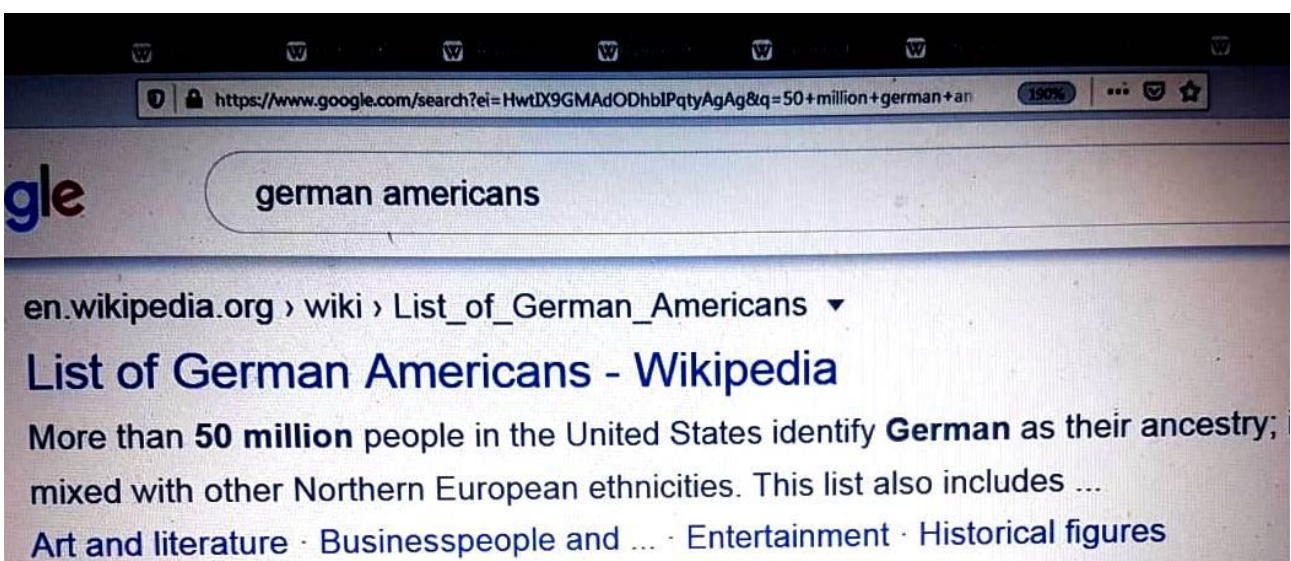 https://www.google.com/search?ei=HwtIX9GMAdODhbIPqtyAgAg&q=50+million+german+an 190%
gle german americans
en.wikipedia.org › wiki › List_of_German_Americans
List of German Americans - Wikipedia
More than 50 million people in the United States identify German as their ancestry;
mixed with other Northern European ethnicities. This list also includes ...
Art and literature · Businesspeople and ... · Entertainment · Historical figures